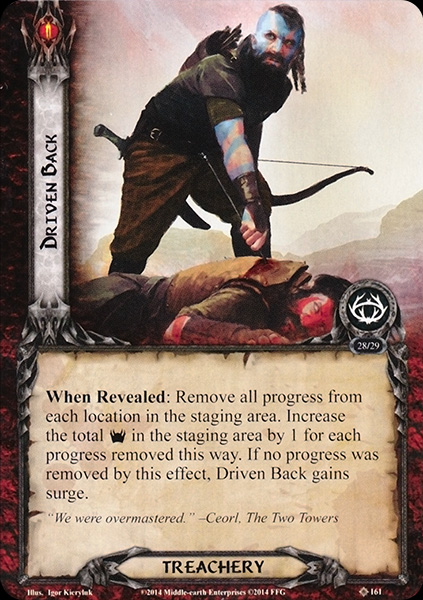 DRIVEN BACK
28/29
When Revealed: Remove all progress from
each location in the staging area. Increase
the total in the staging area by 1 for each
progress removed this way. If no progress was
removed by this effect, Driven Back gains
surge.
"We were overmastered." –Ceorl, The Two Towers
TREACHERY
Illus. Igor Kieryluk ©2014 Middle-earth Enterprises ©2014 FFG 161